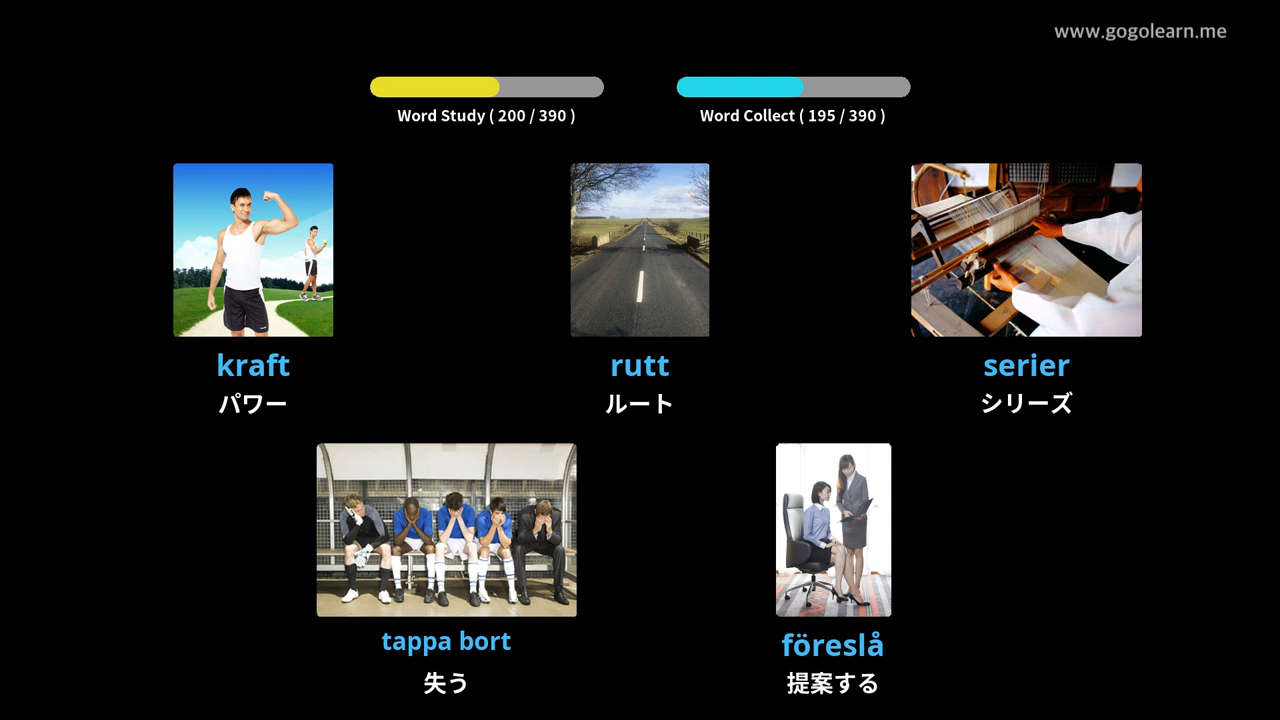 www.gogolearn.me
Word Study ( 200 / 390 )
Word Collect ( 195 / 390 )
kraft
パワー
rutt
ルート
serier
シリーズ
tappa bort
失う
föreslå
提案する